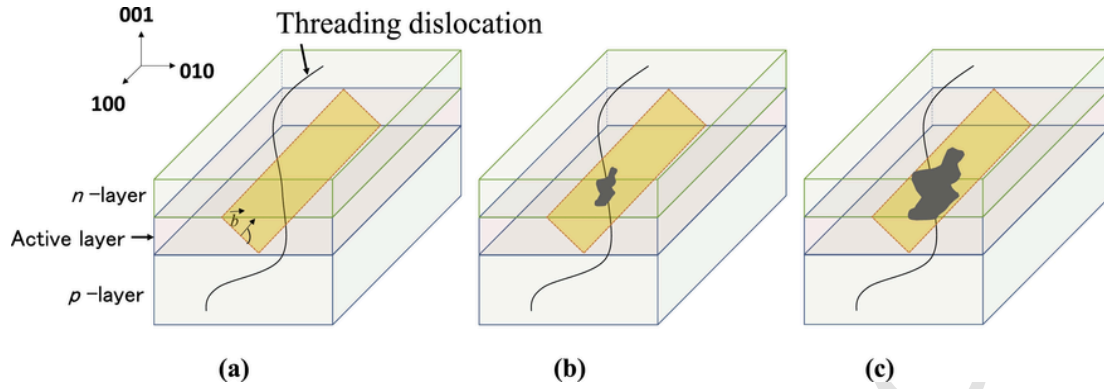 001
Threading dislocation
010
100
b
n -layer
Active layer
p -layer
(a)
(b)
(c)